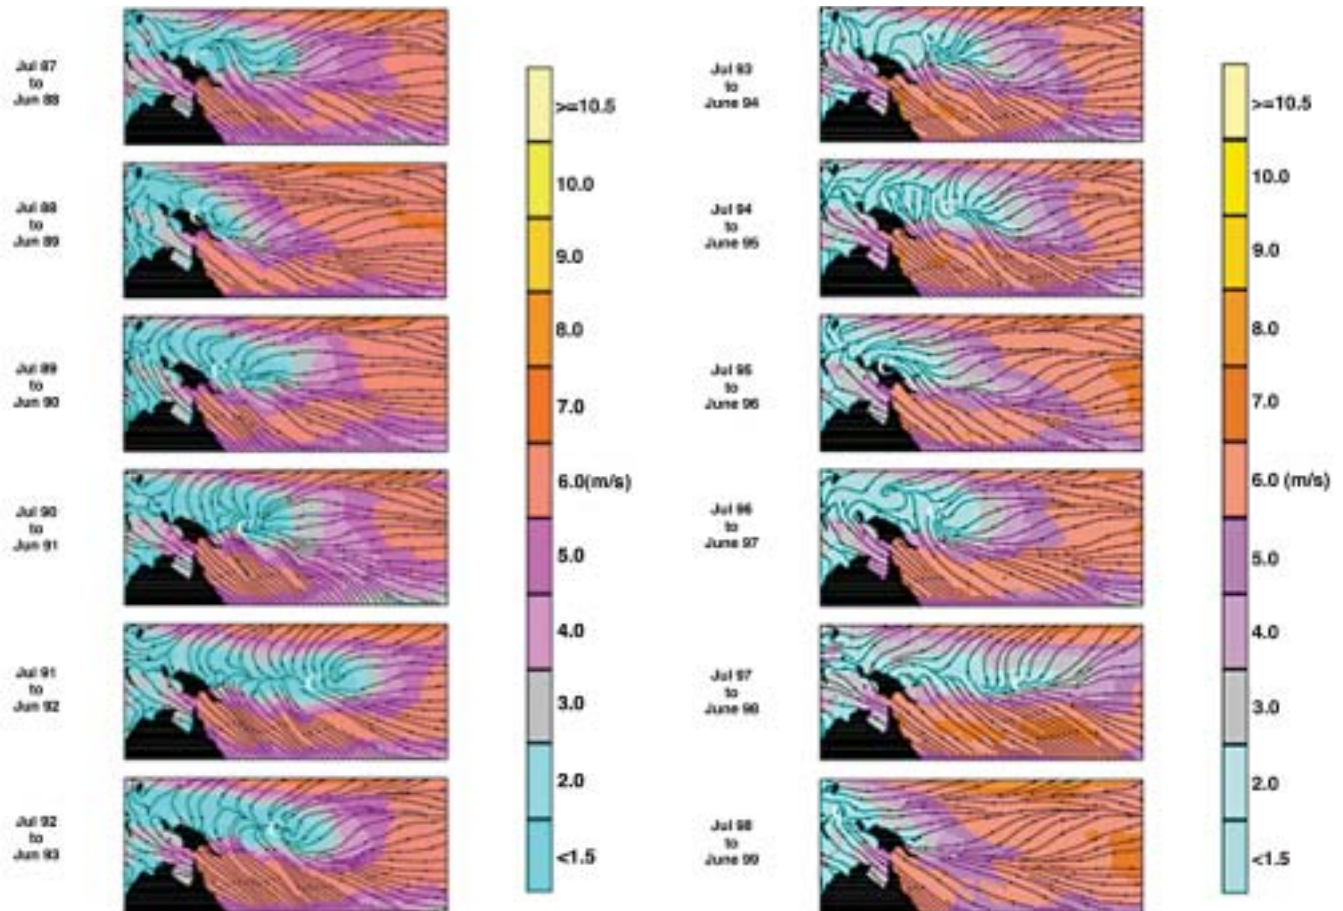 Jul 87
to
Jun 88
Jul 88
to
Jun 89
Jul 89
to
Jun 90
Jul 90
to
Jun 91
Jul 91
to
Jun 92
Jul 92
to
Jun 93
>=10.5
10.0
9.0
8.0
7.0
6.0(m/s)
5.0
4.0
3.0
2.0
<1.5
Jul 93
to
June 94
Jul 94
to
June 95
Jul 95
to
June 96
Jul 96
to
June 97
Jul 97
to
June 98
Jul 98
to
June 99
>=10.5
10.0
9.0
8.0
7.0
6.0 (m/s)
5.0
4.0
3.0
2.0
<1.5